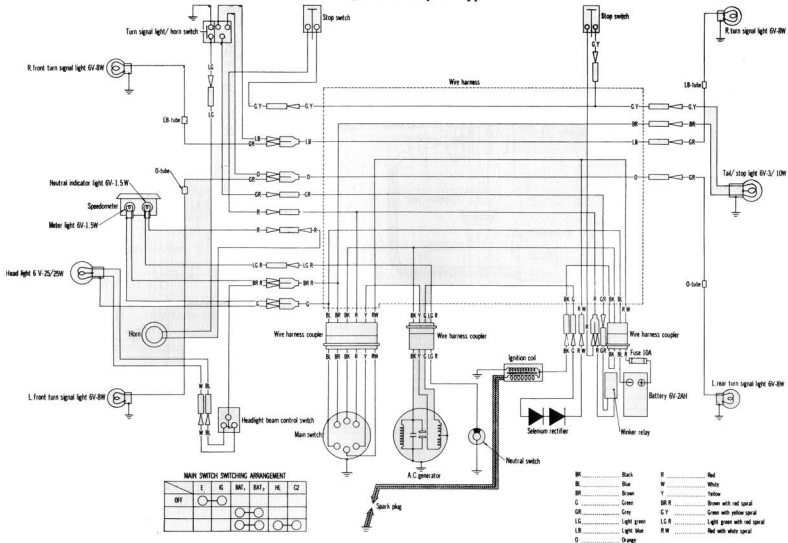 Stop switch
Stop switch
Turn signal light/ horn switch
R.turn signal light 6V-8W
R.front turn signal light 6V-8W
LG
G Y
Wire harness
LB-tube
LG
G Y
G Y
G Y
G Y
LB-tube
BR
BR
LB
GR
LB
LB
GR
O-tube
O
GR
O
O
GR
Tail/ stop light 6V-3/ 10W
Neutral indicator light 6V-1.5W
GR
GR
Speedometer
R
R
Meter light 6V-1.5W
R
R
LG R
LG R
Head light 6 V-25/25W
BR
BR R
O-tube
G
G
Horn
BL BR BK R Y RW
BK Y G LG R
BK G R W R GR BK BL R
Wire harness coupler
Wire harness coupler
Wire harness coupler
BL BR BK R Y RW
BK Y G LG R
Ignition coil
BK G R W R GR BK BL R
Fuse 10A
W BL
L.front turn signal light 6V-8W
Battery 6V-2AH
L.rear turn signal light 6V-8W
Headlight beam control switch
W BL
Main switch
Selenum rectifier
Winker relay
A.C.generator
Neutral switch
MAIN SWITCH SWITCHING ARRANGEMENT
E IG BAT₁ BAT₂ HL C2
OFF
Spark plug
BK Black R Red
BL Blue W White
BR Brown Y Yellow
G Green BR R Brown with red spiral
GR Grey G Y Green with yellow spiral
LG Light green LG R Light green with red spiral
LB Light blue R W Red with white spiral
O Orange